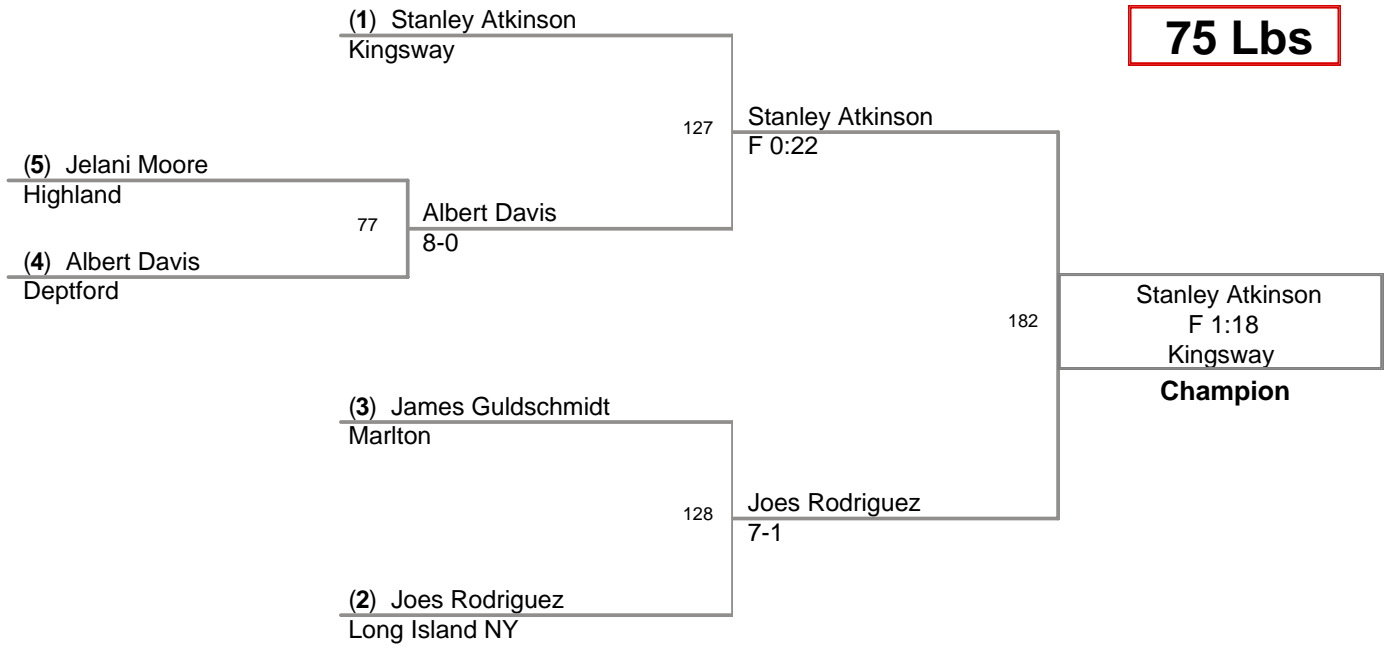 (1) Stanley Atkinson
Kingsway
75 Lbs
127
Stanley Atkinson
F 0:22
(5) Jelani Moore
Highland
77
Albert Davis
8-0
(4) Albert Davis
Deptford
182
Stanley Atkinson
F 1:18
Kingsway
Champion
(3) James Guldschmidt
Marlton
128
Joes Rodriguez
7-1
(2) Joes Rodriguez
Long Island NY